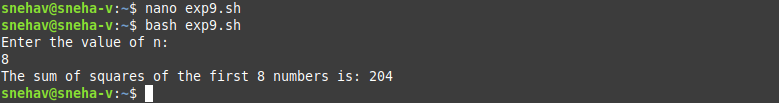 snehav@sneha-v:~$ nano exp9.sh
snehav@sneha-v:~$ bash exp9.sh
Enter the value of n:
8
The sum of squares of the first 8 numbers is: 204
snehav@sneha-v:~$